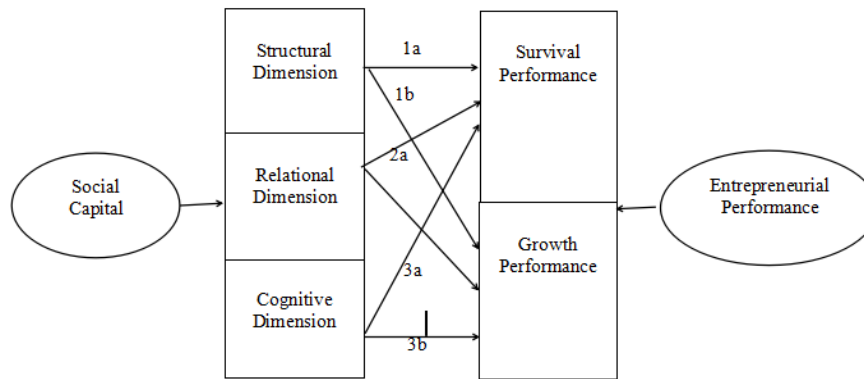 Structural
Dimension
1a
Survival
Performance
1b
2a
Social
Capital
Relational
Dimension
Entrepreneurial
Performance
Growth
Performance
3a
Cognitive
Dimension
3b